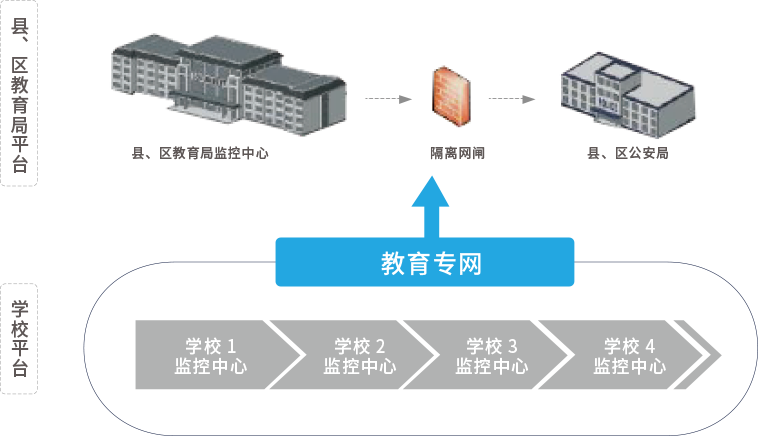 县、区教育局平台
县、区教育局监控中心
隔离网闸
县、区公安局
教育专网
学校平台
学校 1
监控中心
学校 2
监控中心
学校 3
监控中心
学校 4
监控中心